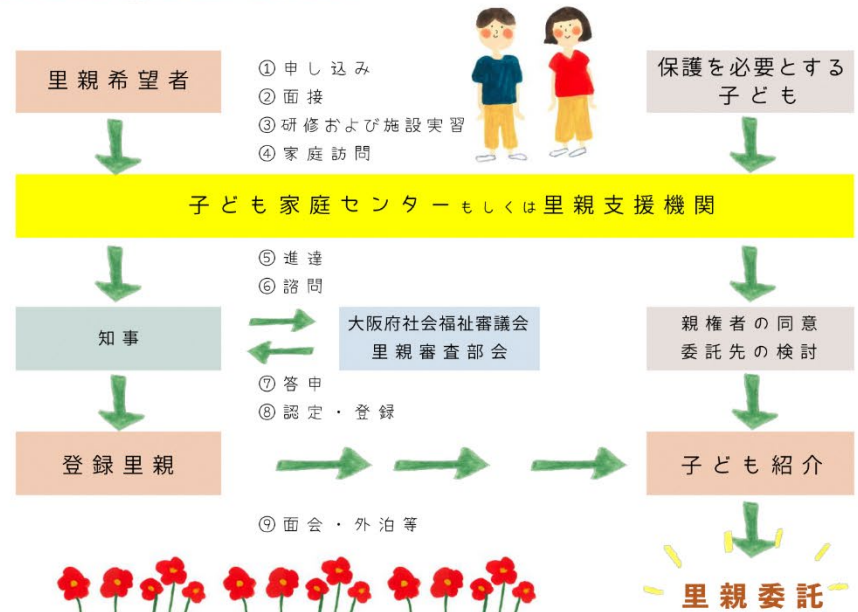 里親希望者
①申し込み
②面接
③研修および施設実習
④家庭訪問
保護を必要とする
子ども
子ども家庭センターもしくは里親支援機関
⑤進達
⑥諮問
知事
大阪府社会福祉審議会
里親審査部会
親権者の同意
委託先の検討
⑦答申
⑧認定・登録
登録里親
子ども紹介
⑨面会・外泊等
里親委託